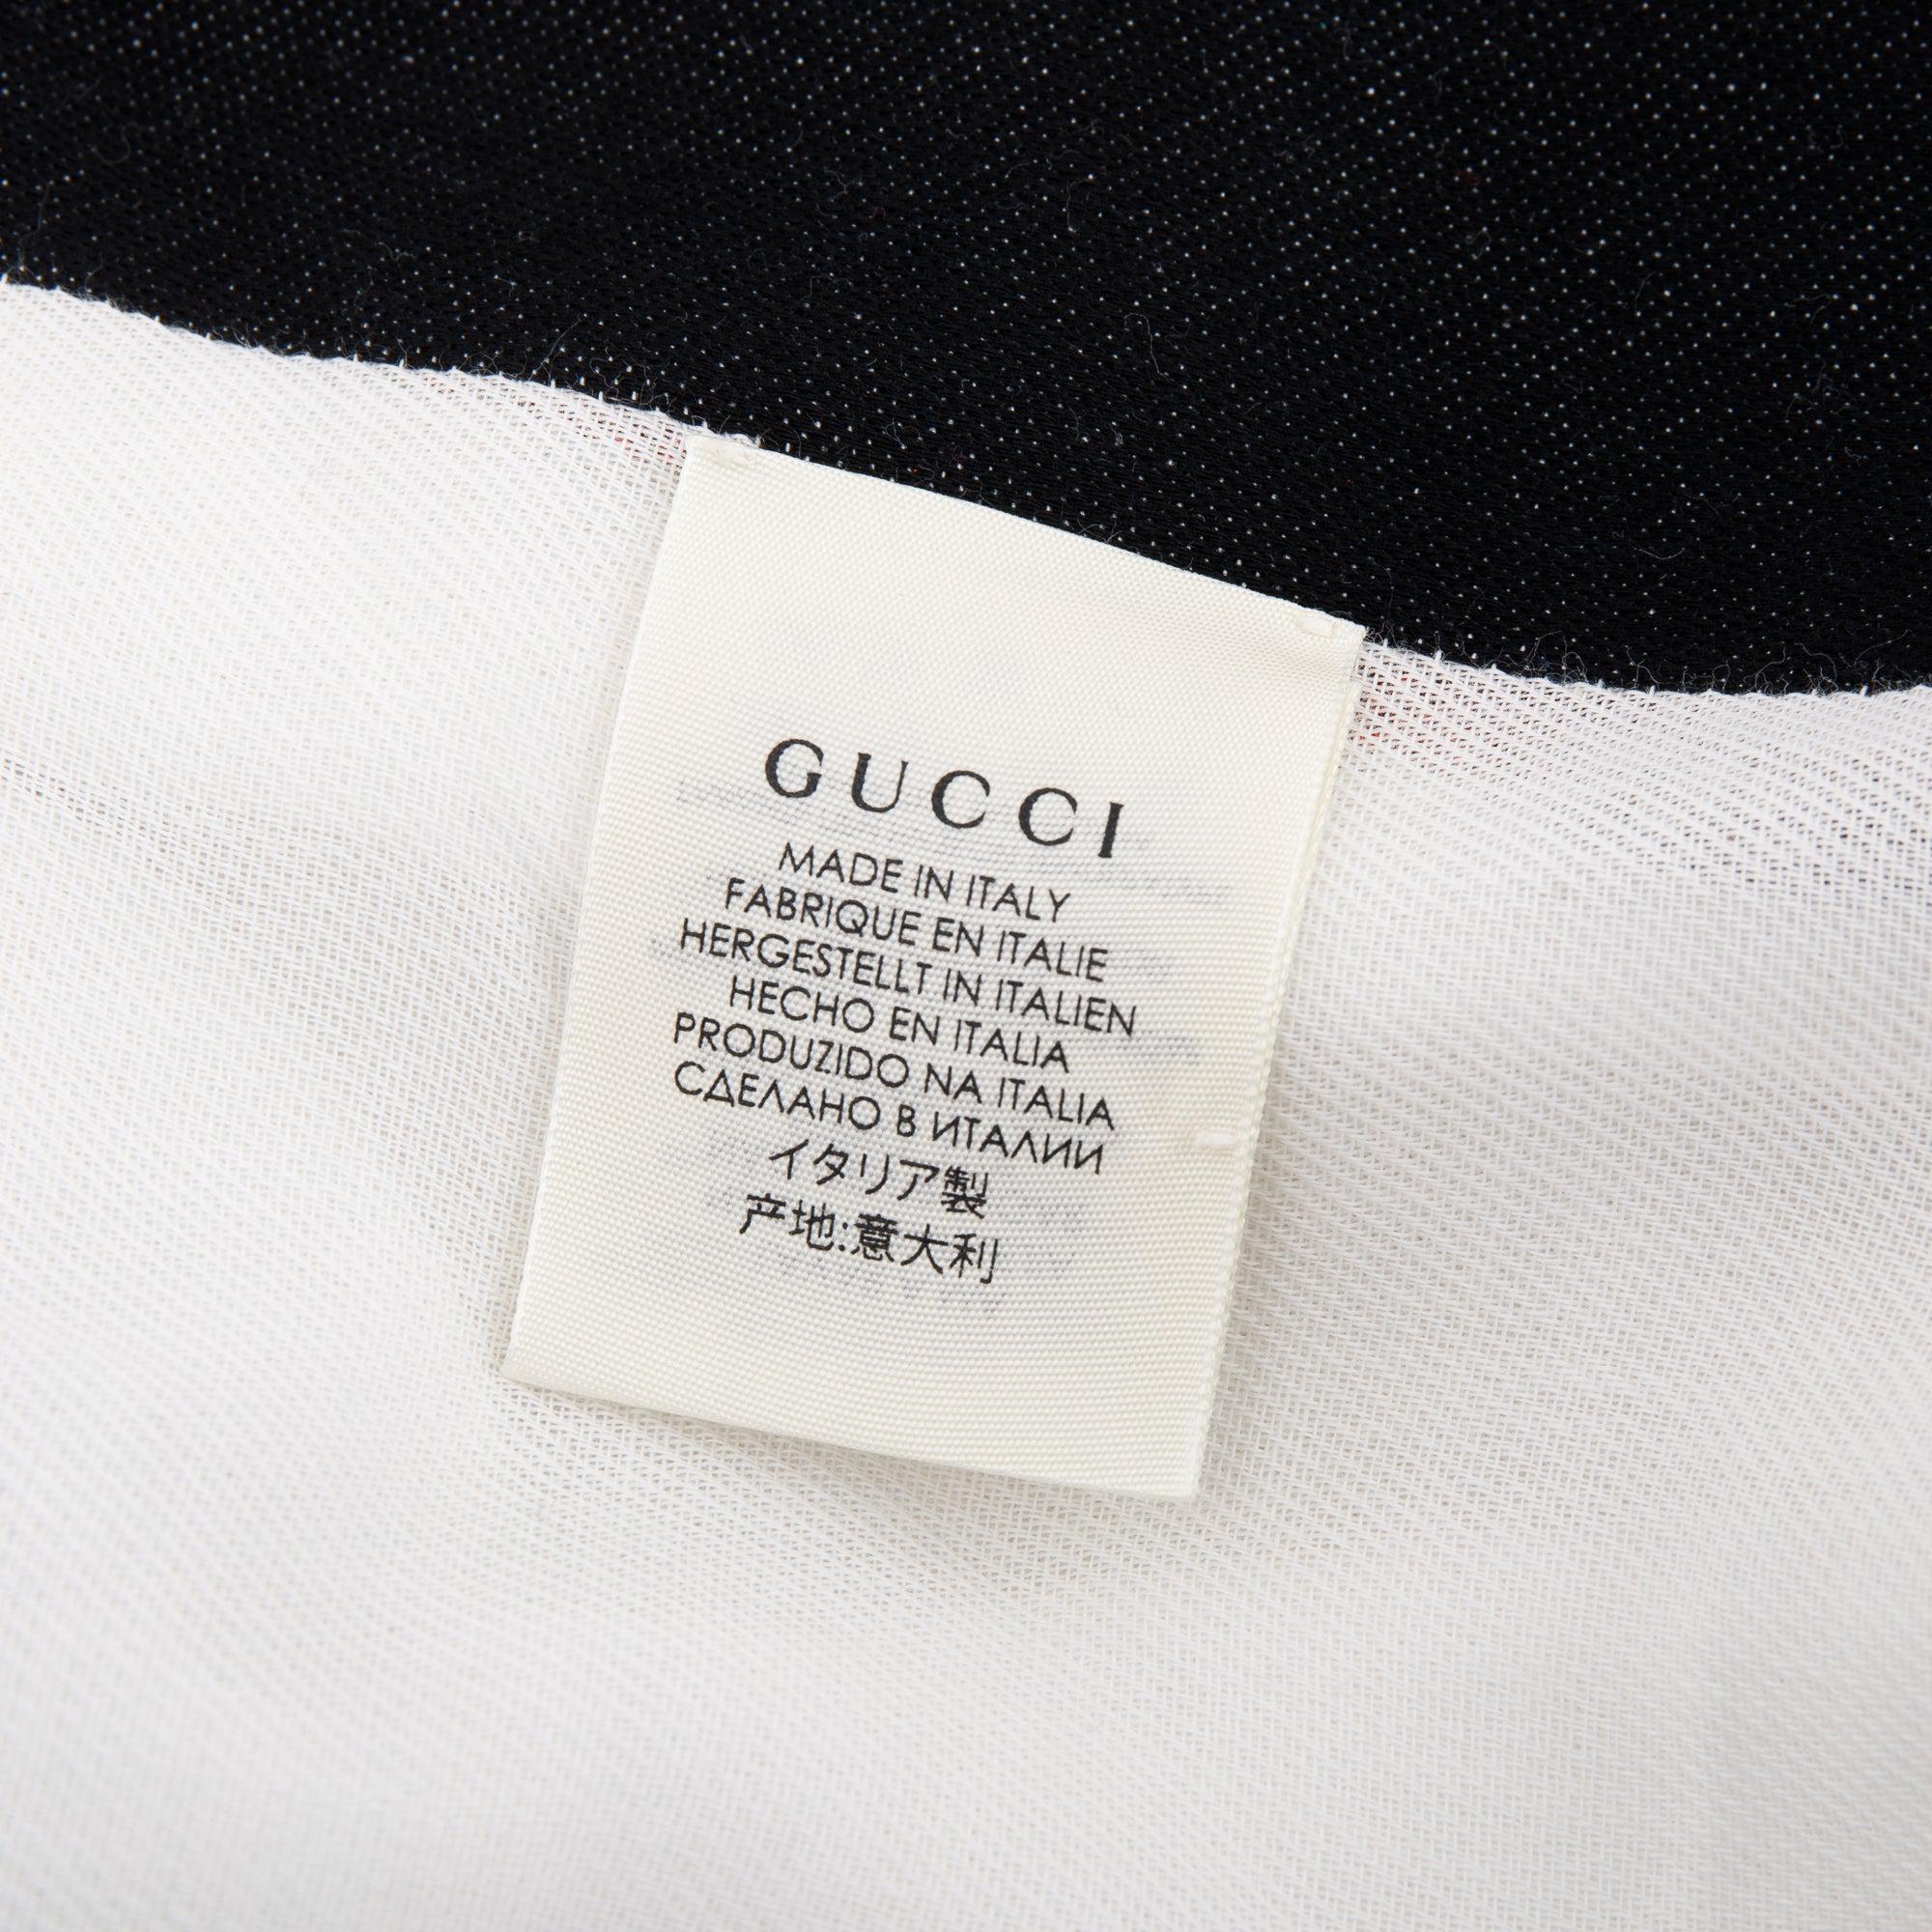 GUCCI
MADE IN ITALY
FABRIQUE EN ITALIE
HERGESTELLT IN ITALIEN
HECHO EN ITALIA
PRODUZIDO NA ITALIA
СДЕЛАНО В ИТАЛИИ
イタリア製
产地:意大利